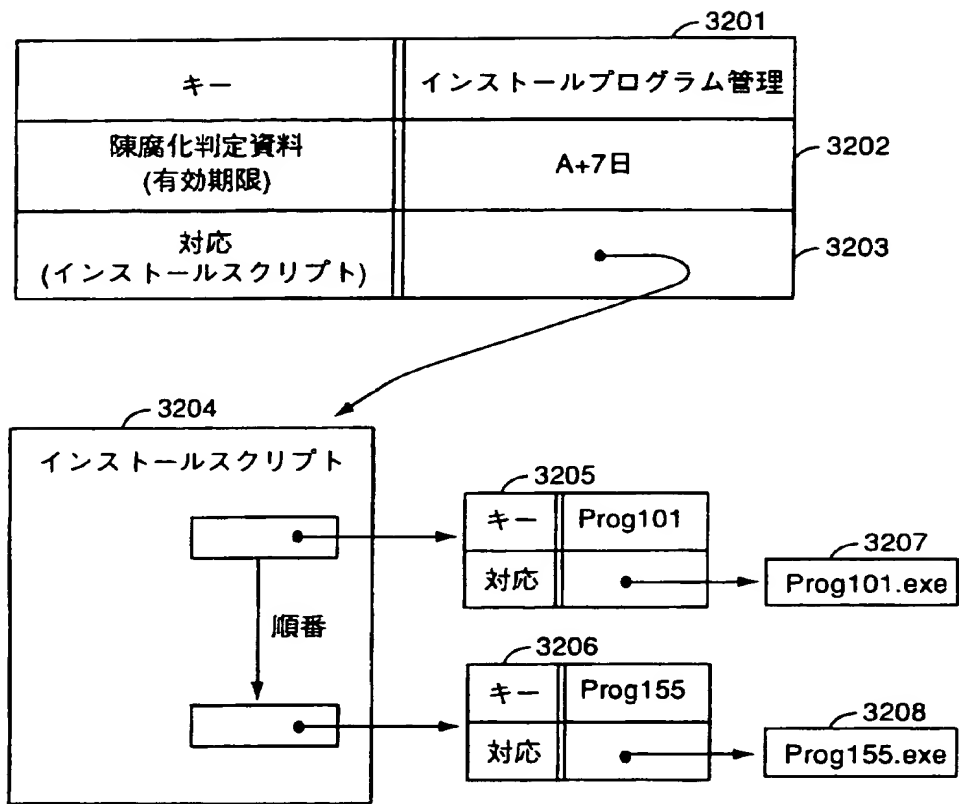 3201
キー
インストールプログラム管理
陳腐化判定資料
(有効期限)
A+7日
3202
対応
(インストールスクリプト)
3203
3204
インストールスクリプト
順番
3205
キー
Prog101
対応
3207
Prog101.exe
3206
キー
Prog155
対応
3208
Prog155.exe